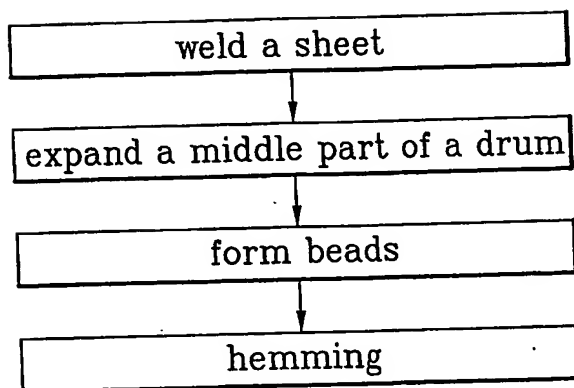 weld a sheet
expand a middle part of a drum
form beads
hemming